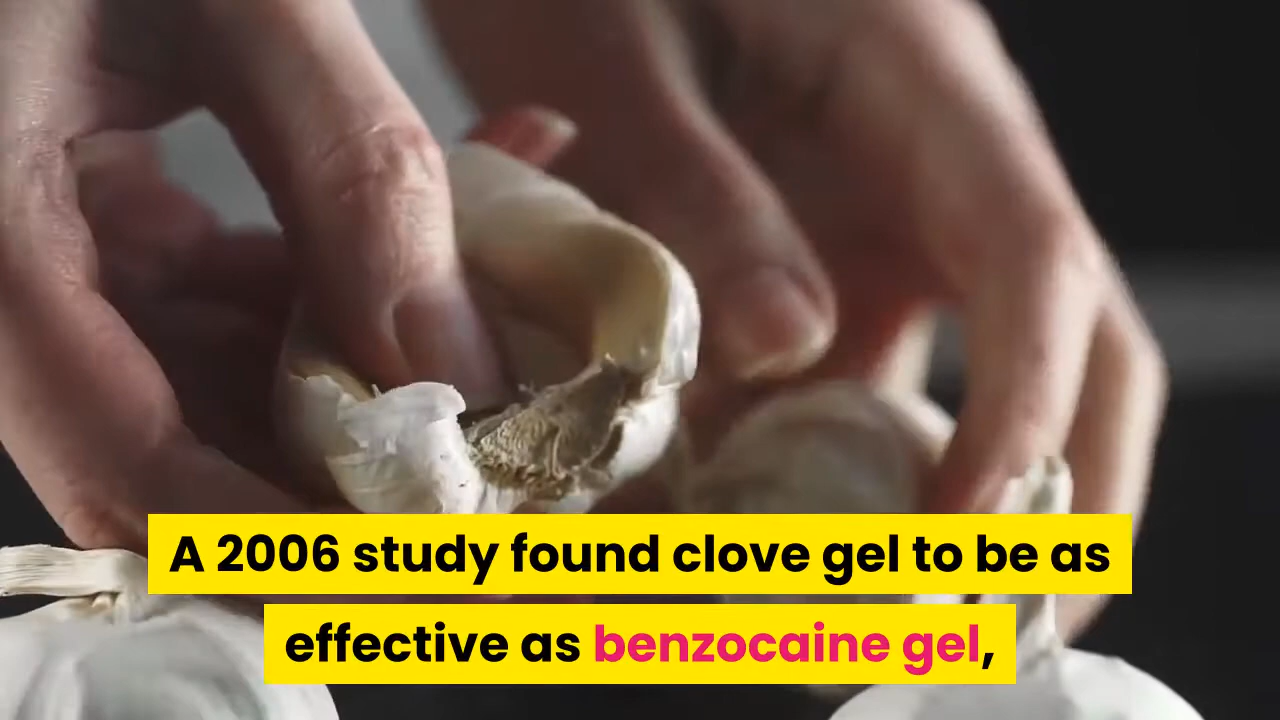 A 2006 study found clove gel to be as
effective as benzocaine gel,